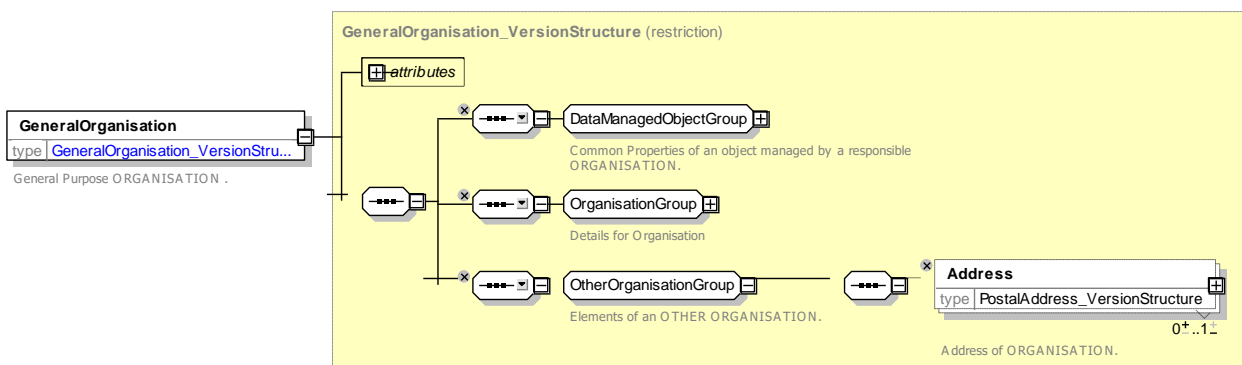 GeneralOrganisation_VersionStructure (restriction)
attributes
GeneralOrganisation
type GeneralOrganisation_VersionStru...
General Purpose ORGANISATION .
DataManagedObjectGroup
Common Properties of an object managed by a responsible
ORGANISATION.
OrganisationGroup
Details for Organisation
OtherOrganisationGroup
Elements of an OTHER ORGANISATION.
Address
type PostalAddress_VersionStructure
0..1
Address of ORGANISATION.